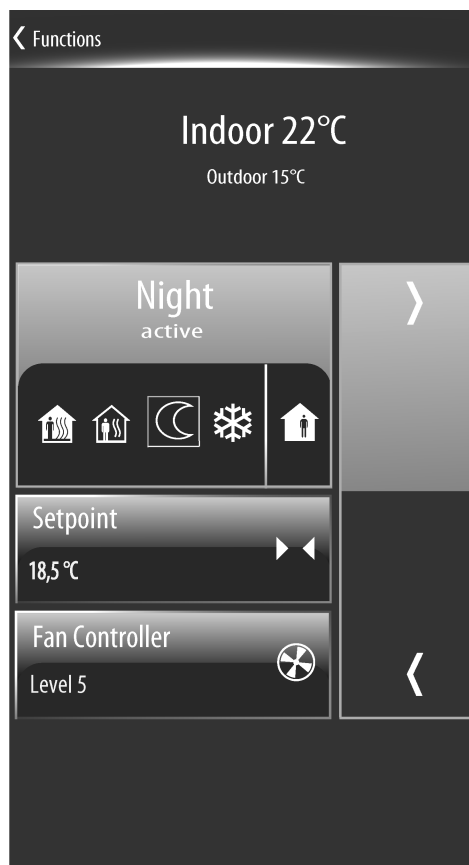 Functions
Indoor 22°C
Outdoor 15°C
Night
active
Setpoint
18,5 °C
Fan Controller
Level 5